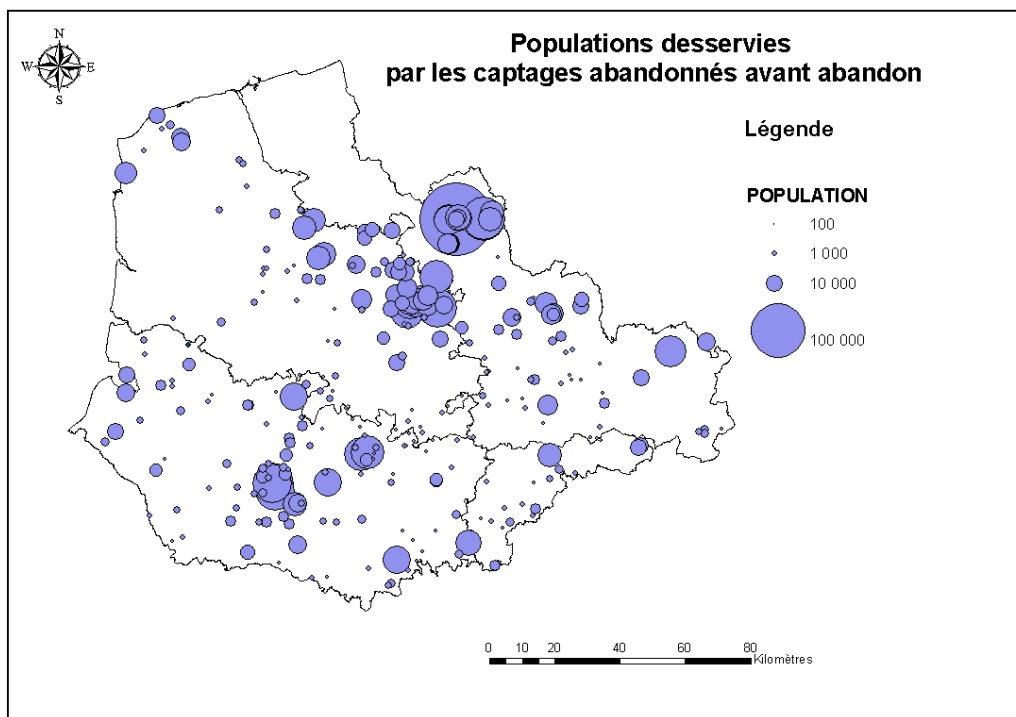 N
W E
S
Populations desservies
par les captages abandonnés avant abandon
Légende
POPULATION
100
1 000
10 000
100 000
0 10 20 40 60 80
Kilomètres